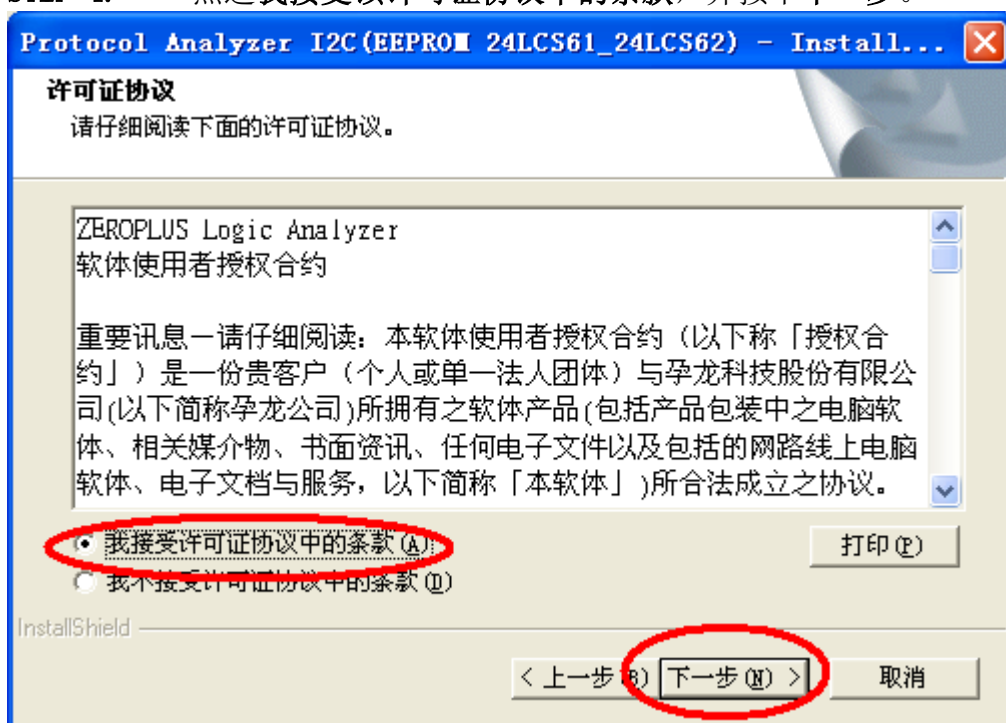 Protocol Analyzer I2C(EEPROM 24LCS61_24LCS62) - Install...
许可证协议
请仔细阅读下面的许可证协议。
ZEROPLUS Logic Analyzer
软体使用者授权合约
重要讯息－请仔细阅读：本软体使用者授权合约（以下称「授权合
约」）是一份贵客户（个人或单一法人团体）与孕龙科技股份有限公
司(以下简称孕龙公司)所拥有之软体产品(包括产品包装中之电脑软
体、相关媒介物、书面资讯、任何电子文件以及包括的网路线上电脑
软体、电子文档与服务，以下简称「本软体」)所合法成立之协议。
我接受许可证协议中的条款(A)
打印(P)
我不接受许可证协议中的条款(D)
InstallShield
< 上一步(B) 下一步(N) > 取消